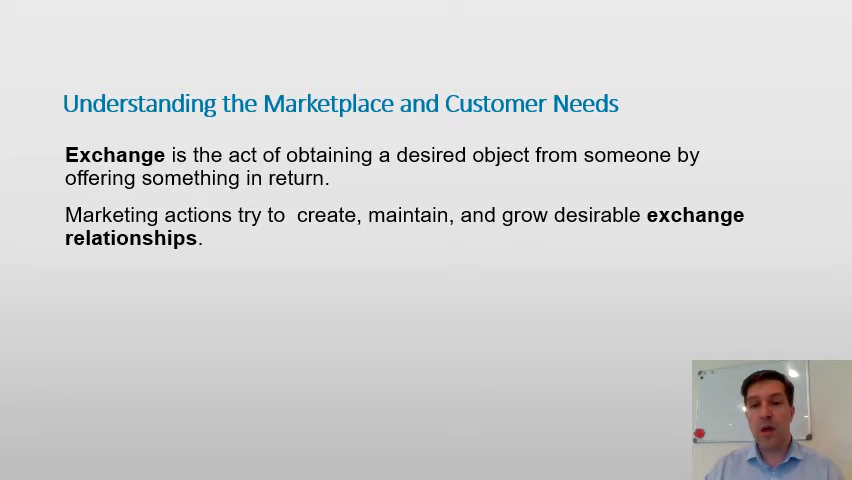 Understanding the Marketplace and Customer Needs
Exchange is the act of obtaining a desired object from someone by
offering something in return.
Marketing actions try to  create, maintain, and grow desirable exchange
relationships.